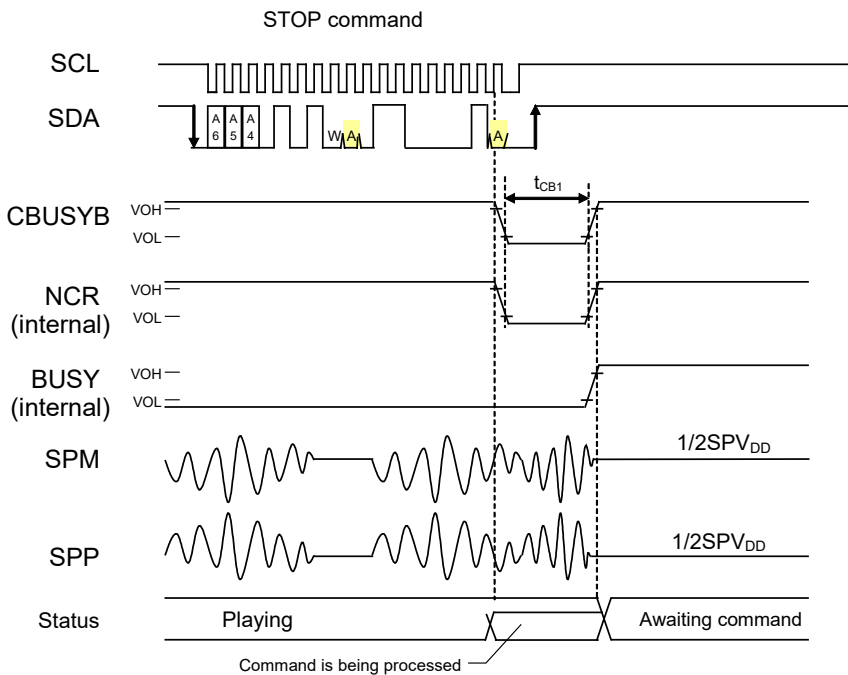 STOP command
SCL
SDA
A
6
A
5
A
4
W
A
A
tCB1
CBUSYB
VOH
VOL
NCR
(internal)
VOH
VOL
BUSY
(internal)
VOH
VOL
SPM
1/2SPVDD
SPP
1/2SPVDD
Status
Playing
Awaiting command
Command is being processed